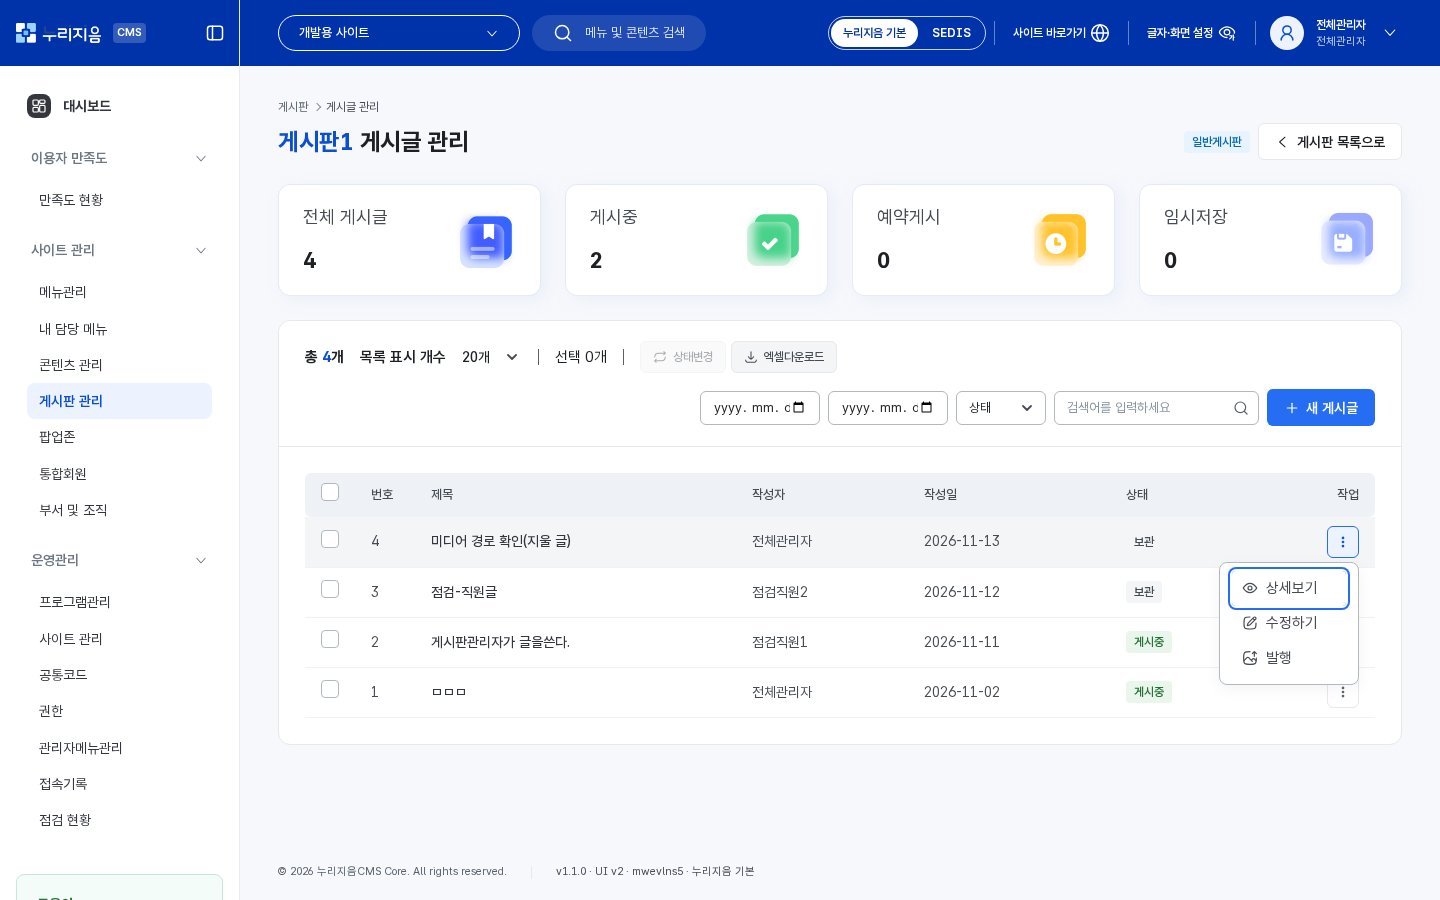 누리지음 CMS
개발용 사이트
메뉴 및 콘텐츠 검색
누리지음 기본 SEDIS
사이트 바로가기
글자·화면 설정
전체관리자
전체관리자
대시보드
이용자 만족도
만족도 현황
사이트 관리
메뉴관리
내 담당 메뉴
콘텐츠 관리
게시판 관리
팝업존
통합회원
부서 및 조직
운영관리
프로그램관리
사이트 관리
공통코드
권한
관리자메뉴관리
접속기록
점검 현황
게시판 > 게시글 관리
게시판1 게시글 관리
일반게시판
게시판 목록으로
전체 게시글
4
게시중
2
예약게시
0
임시저장
0
총 4개 목록 표시 개수 20개 선택 0개 상태변경 엑셀다운로드
yyyy. mm. d yyyy. mm. d 상태 검색어를 입력하세요 새 게시글
번호 제목 작성자 작성일 상태 작업
4 미디어 경로 확인(지울 글) 전체관리자 2026-11-13 보관
3 점검-직원글 점검직원2 2026-11-12 보관
2 게시판관리자가 글을쓴다. 점검직원1 2026-11-11 게시중
1 ㅁㅁㅁ 전체관리자 2026-11-02 게시중
상세보기
수정하기
발행
© 2026 누리지음CMS Core. All rights reserved.
v1.1.0 · UI v2 · mwevlns5 · 누리지음 기본